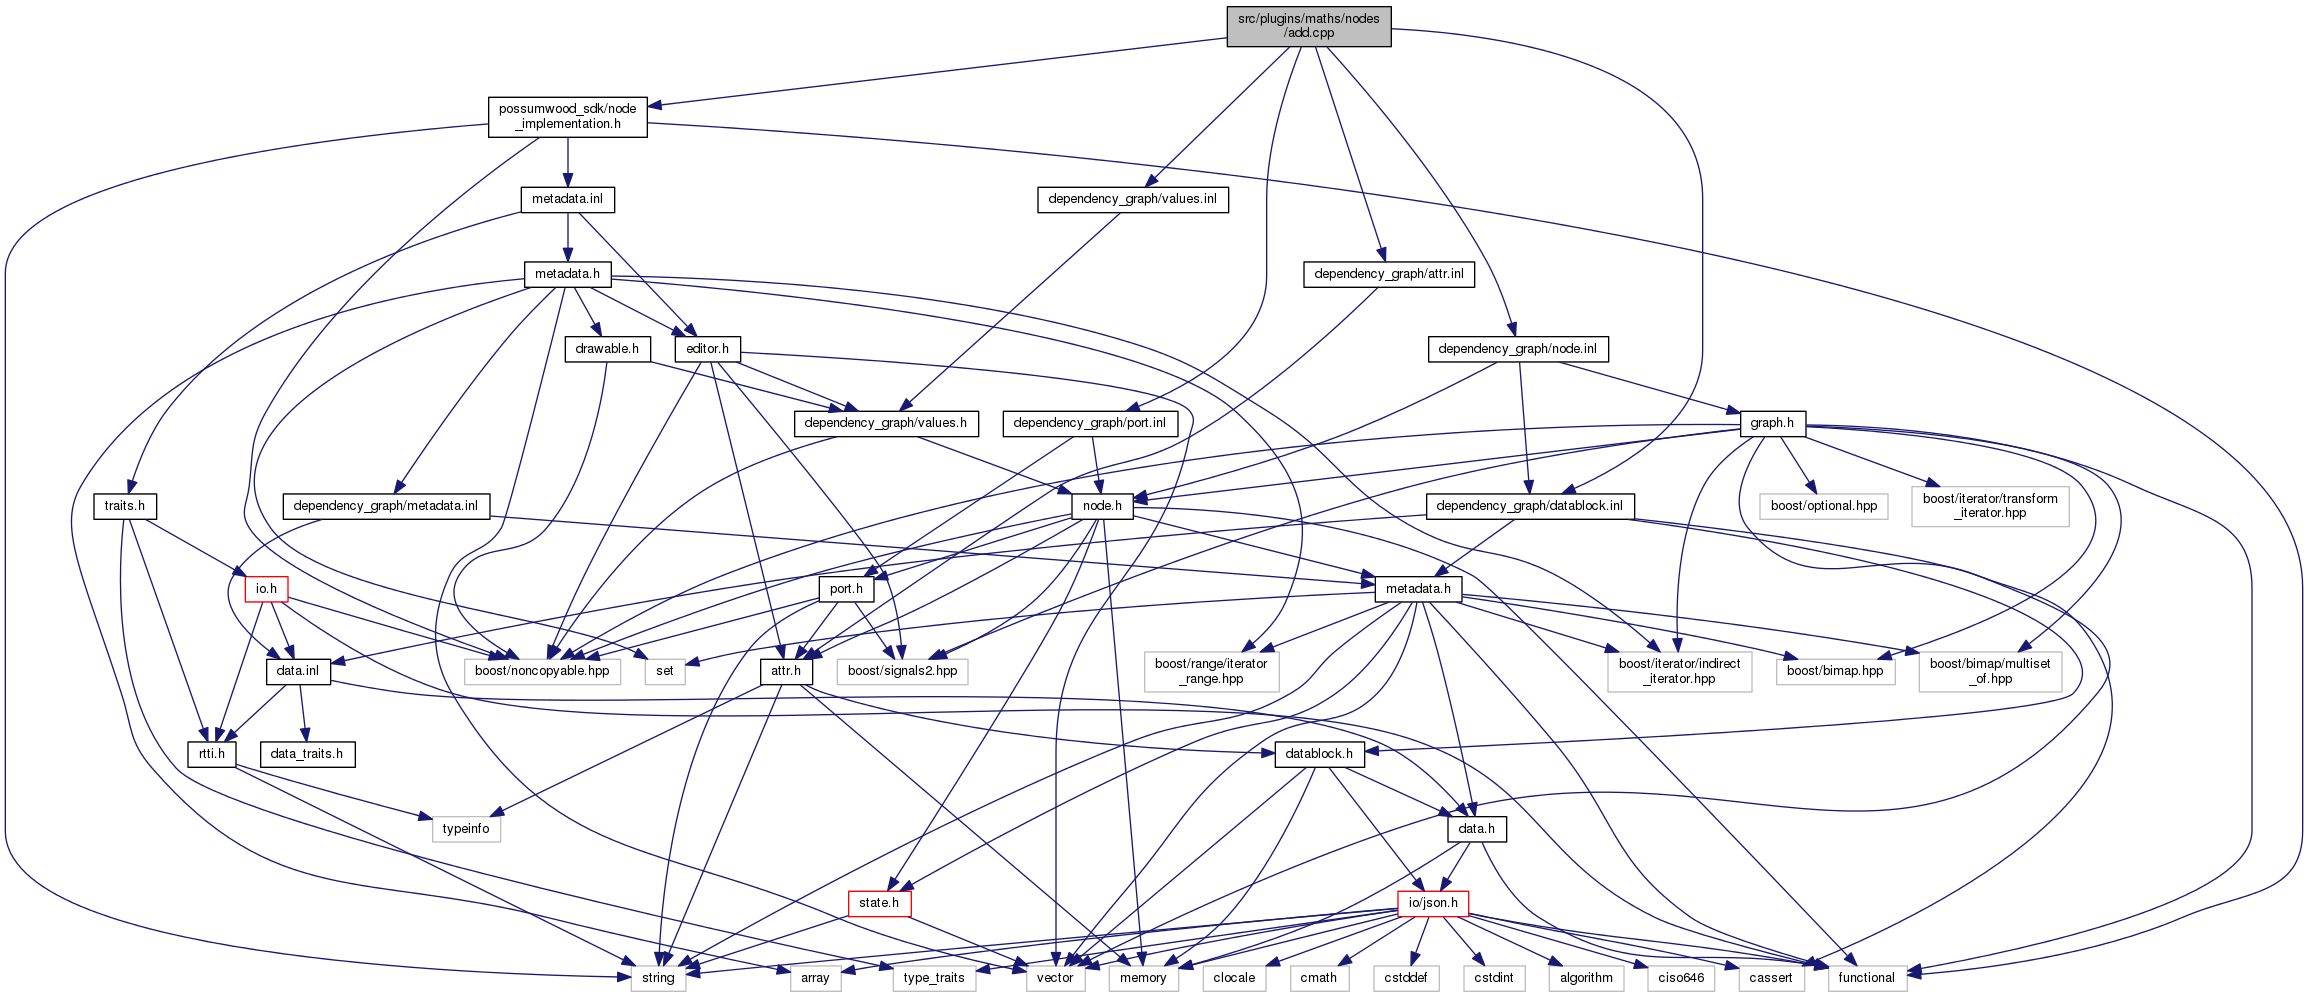 src/plugins/maths/nodes
/add.cpp
possumwood_sdk/node
_implementation.h
metadata.inl
dependency_graph/values.inl
metadata.h
dependency_graph/attr.inl
drawable.h
editor.h
dependency_graph/node.inl
dependency_graph/values.h
dependency_graph/port.inl
graph.h
traits.h
dependency_graph/metadata.inl
node.h
dependency_graph/datablock.inl
boost/optional.hpp
boost/iterator/transform
_iterator.hpp
io.h
port.h
metadata.h
data.inl
boost/noncopyable.hpp
set
attr.h
boost/signals2.hpp
boost/range/iterator
_range.hpp
boost/iterator/indirect
_iterator.hpp
boost/bimap.hpp
boost/bimap/multiset
_of.hpp
rtti.h
data_traits.h
datablock.h
typeinfo
data.h
state.h
io/json.h
string
array
type_traits
vector
memory
clocale
cmath
cstddef
cstdint
algorithm
ciso646
cassert
functional